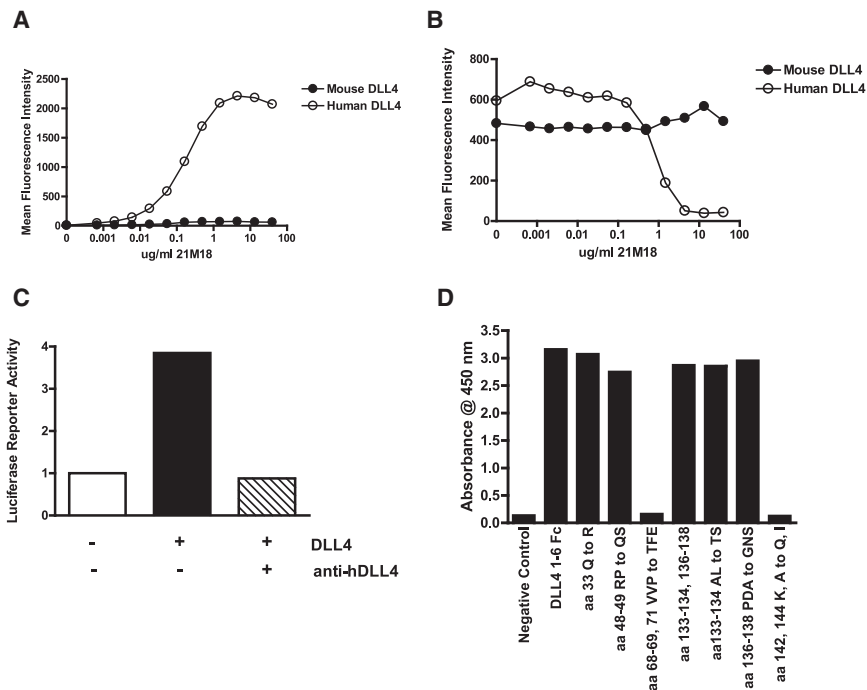 A
Mean Fluorescence Intensity
2500
2000
1500
1000
500
0
0 0.001 0.01 0.1 1 10 100
ug/ml 21M18
Mouse DLL4
Human DLL4
B
Mean Fluorescence Intensity
800
600
400
200
0
0 0.001 0.01 0.1 1 10 100
ug/ml 21M18
Mouse DLL4
Human DLL4
C
Luciferase Reporter Activity
4
3
2
1
0
- + + DLL4
- - + anti-hDLL4
D
Absorbance @ 450 nm
3.5
3.0
2.5
2.0
1.5
1.0
0.5
0.0
Negative Control
DLL4 1-6 Fc
aa 33 Q to R
aa 48-49 RP to QS
aa 68-69, 71 VVP to TFE
aa 133-134, 136-138
aa133-134 AL to TS
aa 136-138 PDA to GNS
aa 142, 144 K, A to Q, I